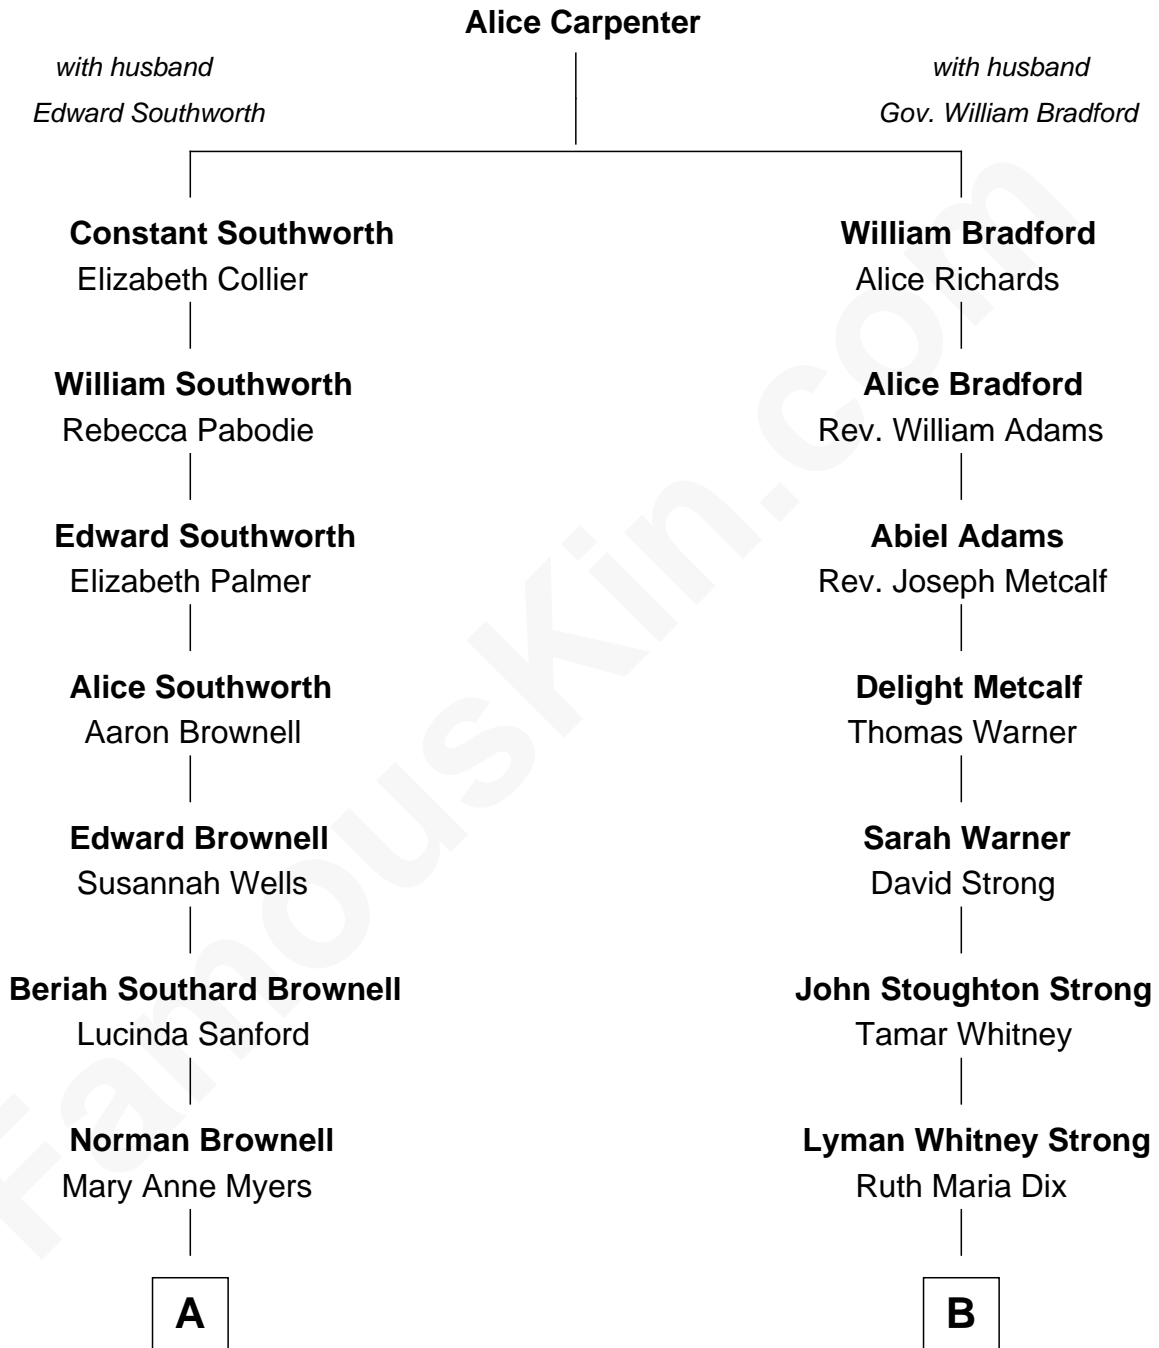 Alice Carpenter
with husband
Edward Southworth
with husband
Gov. William Bradford
Constant Southworth
Elizabeth Collier
William Bradford
Alice Richards
William Southworth
Rebecca Pabodie
Alice Bradford
Rev. William Adams
Edward Southworth
Elizabeth Palmer
Abiel Adams
Rev. Joseph Metcalf
Alice Southworth
Aaron Brownell
Delight Metcalf
Thomas Warner
Edward Brownell
Susannah Wells
Sarah Warner
David Strong
Beriah Southard Brownell
Lucinda Sanford
John Stoughton Strong
Tamar Whitney
Norman Brownell
Mary Anne Myers
Lyman Whitney Strong
Ruth Maria Dix
A
B
FamousKin.com